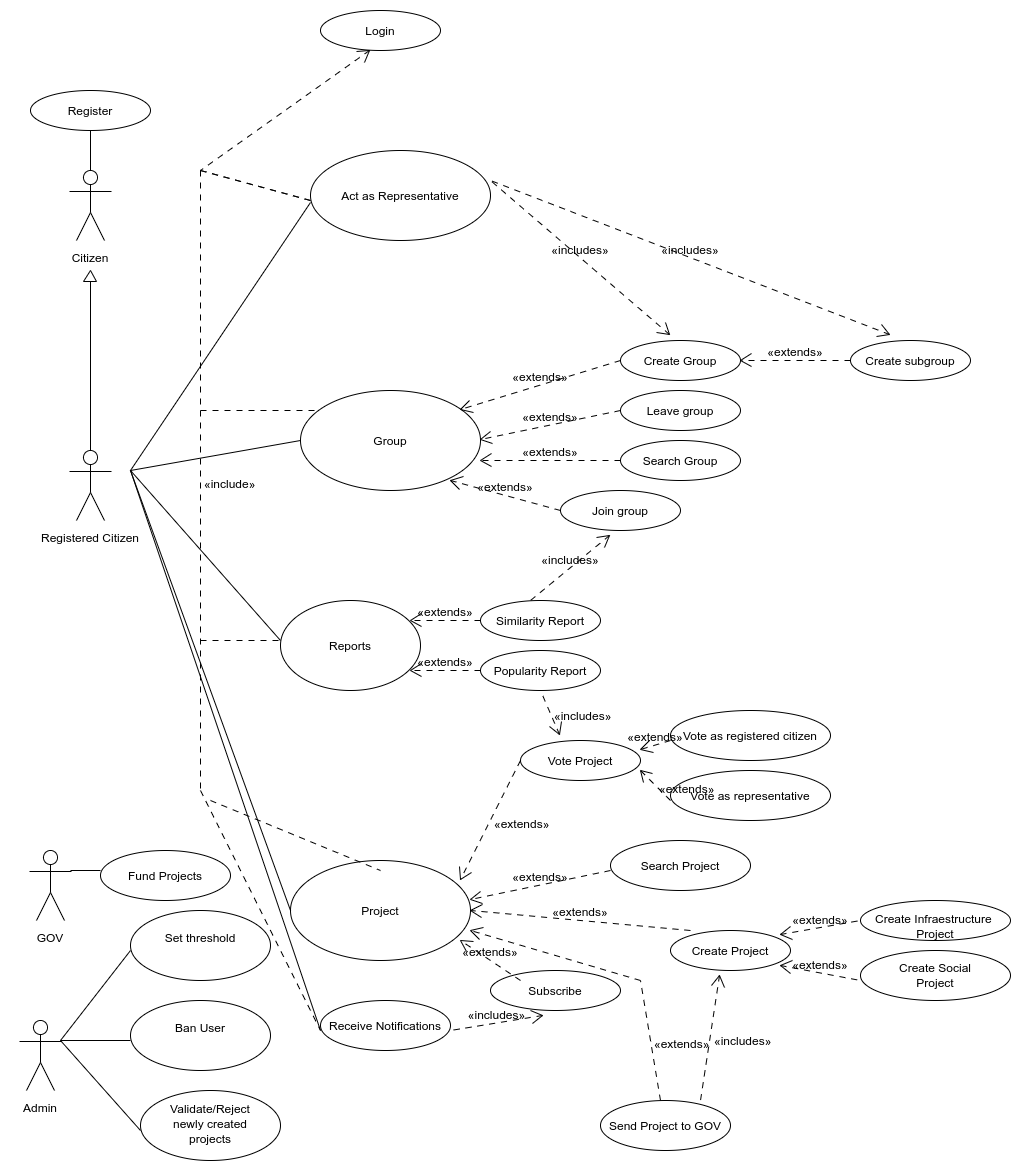 Login
Register
Act as Representative
Citizen
«includes»
«includes»
Create Group
«extends»
Create subgroup
«extends»
Leave group
«extends»
Group
«extends»
Search Group
«include»
«extends»
Join group
Registered Citizen
«includes»
«extends»
Similarity Report
Reports
«extends»
Popularity Report
«includes»
«extends»
Vote as registered citizen
Vote Project
«extends»
Vote as representative
«extends»
Search Project
Fund Projects
«extends»
Project
«extends»
«extends»
Create Infraestructure
Project
GOV
Set threshold
«extends»
Create Project
«extends»
Create Social
Project
Subscribe
«includes»
Receive Notifications
Ban User
«extends»
«includes»
Admin
Validate/Reject
newly created
projects
Send Project to GOV